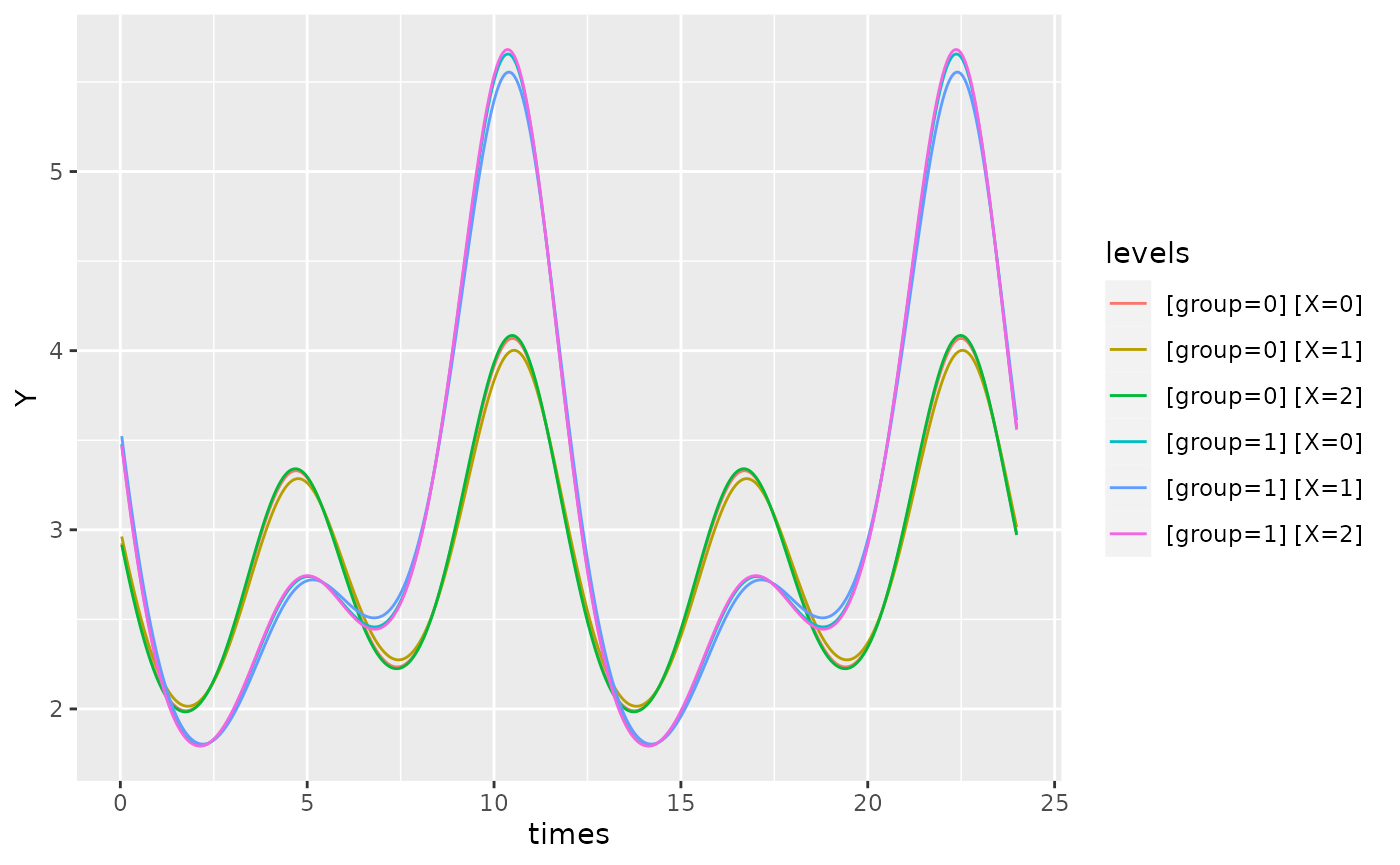 5
4
3
2
Y
0
5
10
15
20
25
times
levels
[group=0] [X=0]
[group=0] [X=1]
[group=0] [X=2]
[group=1] [X=0]
[group=1] [X=1]
[group=1] [X=2]